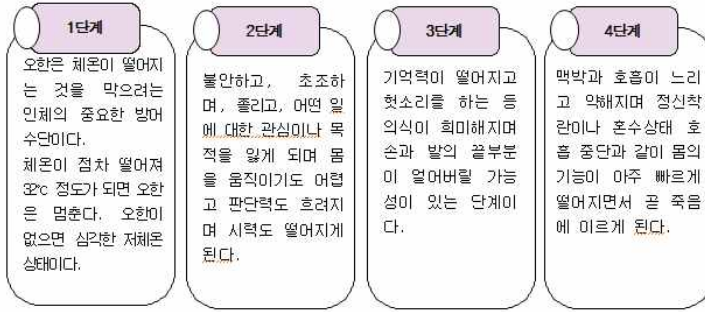 1단계
오한은 체온이 떨어지
는 것을 막으려는
인체의 중요한 방어
수단이다.
체온이 점차 떨어져
32℃ 정도가 되면 오한
은 멈춘다. 오한이
없으면 심각한 저체온
상태이다.
2단계
불안하고, 초조하
며, 졸리고, 어떤 일
에 대한 관심이나 목
적을 잃게 되며 몸
을 움직이기도 어렵
고 판단력도 흐려지
며 시력도 떨어지게
된다.
3단계
기억력이 떨어지고
헛소리를 하는 등
의식이 희미해지며
손과 발의 끝부분
이 얼어버릴 가능
성이 있는 단계이
다.
4단계
맥박과 호흡이 느리
고 약해지며 정신착
란이나 혼수상태 호
흡 중단과 같이 몸의
기능이 아주 빠르게
떨어지면서 곧 죽음
에 이르게 된다.